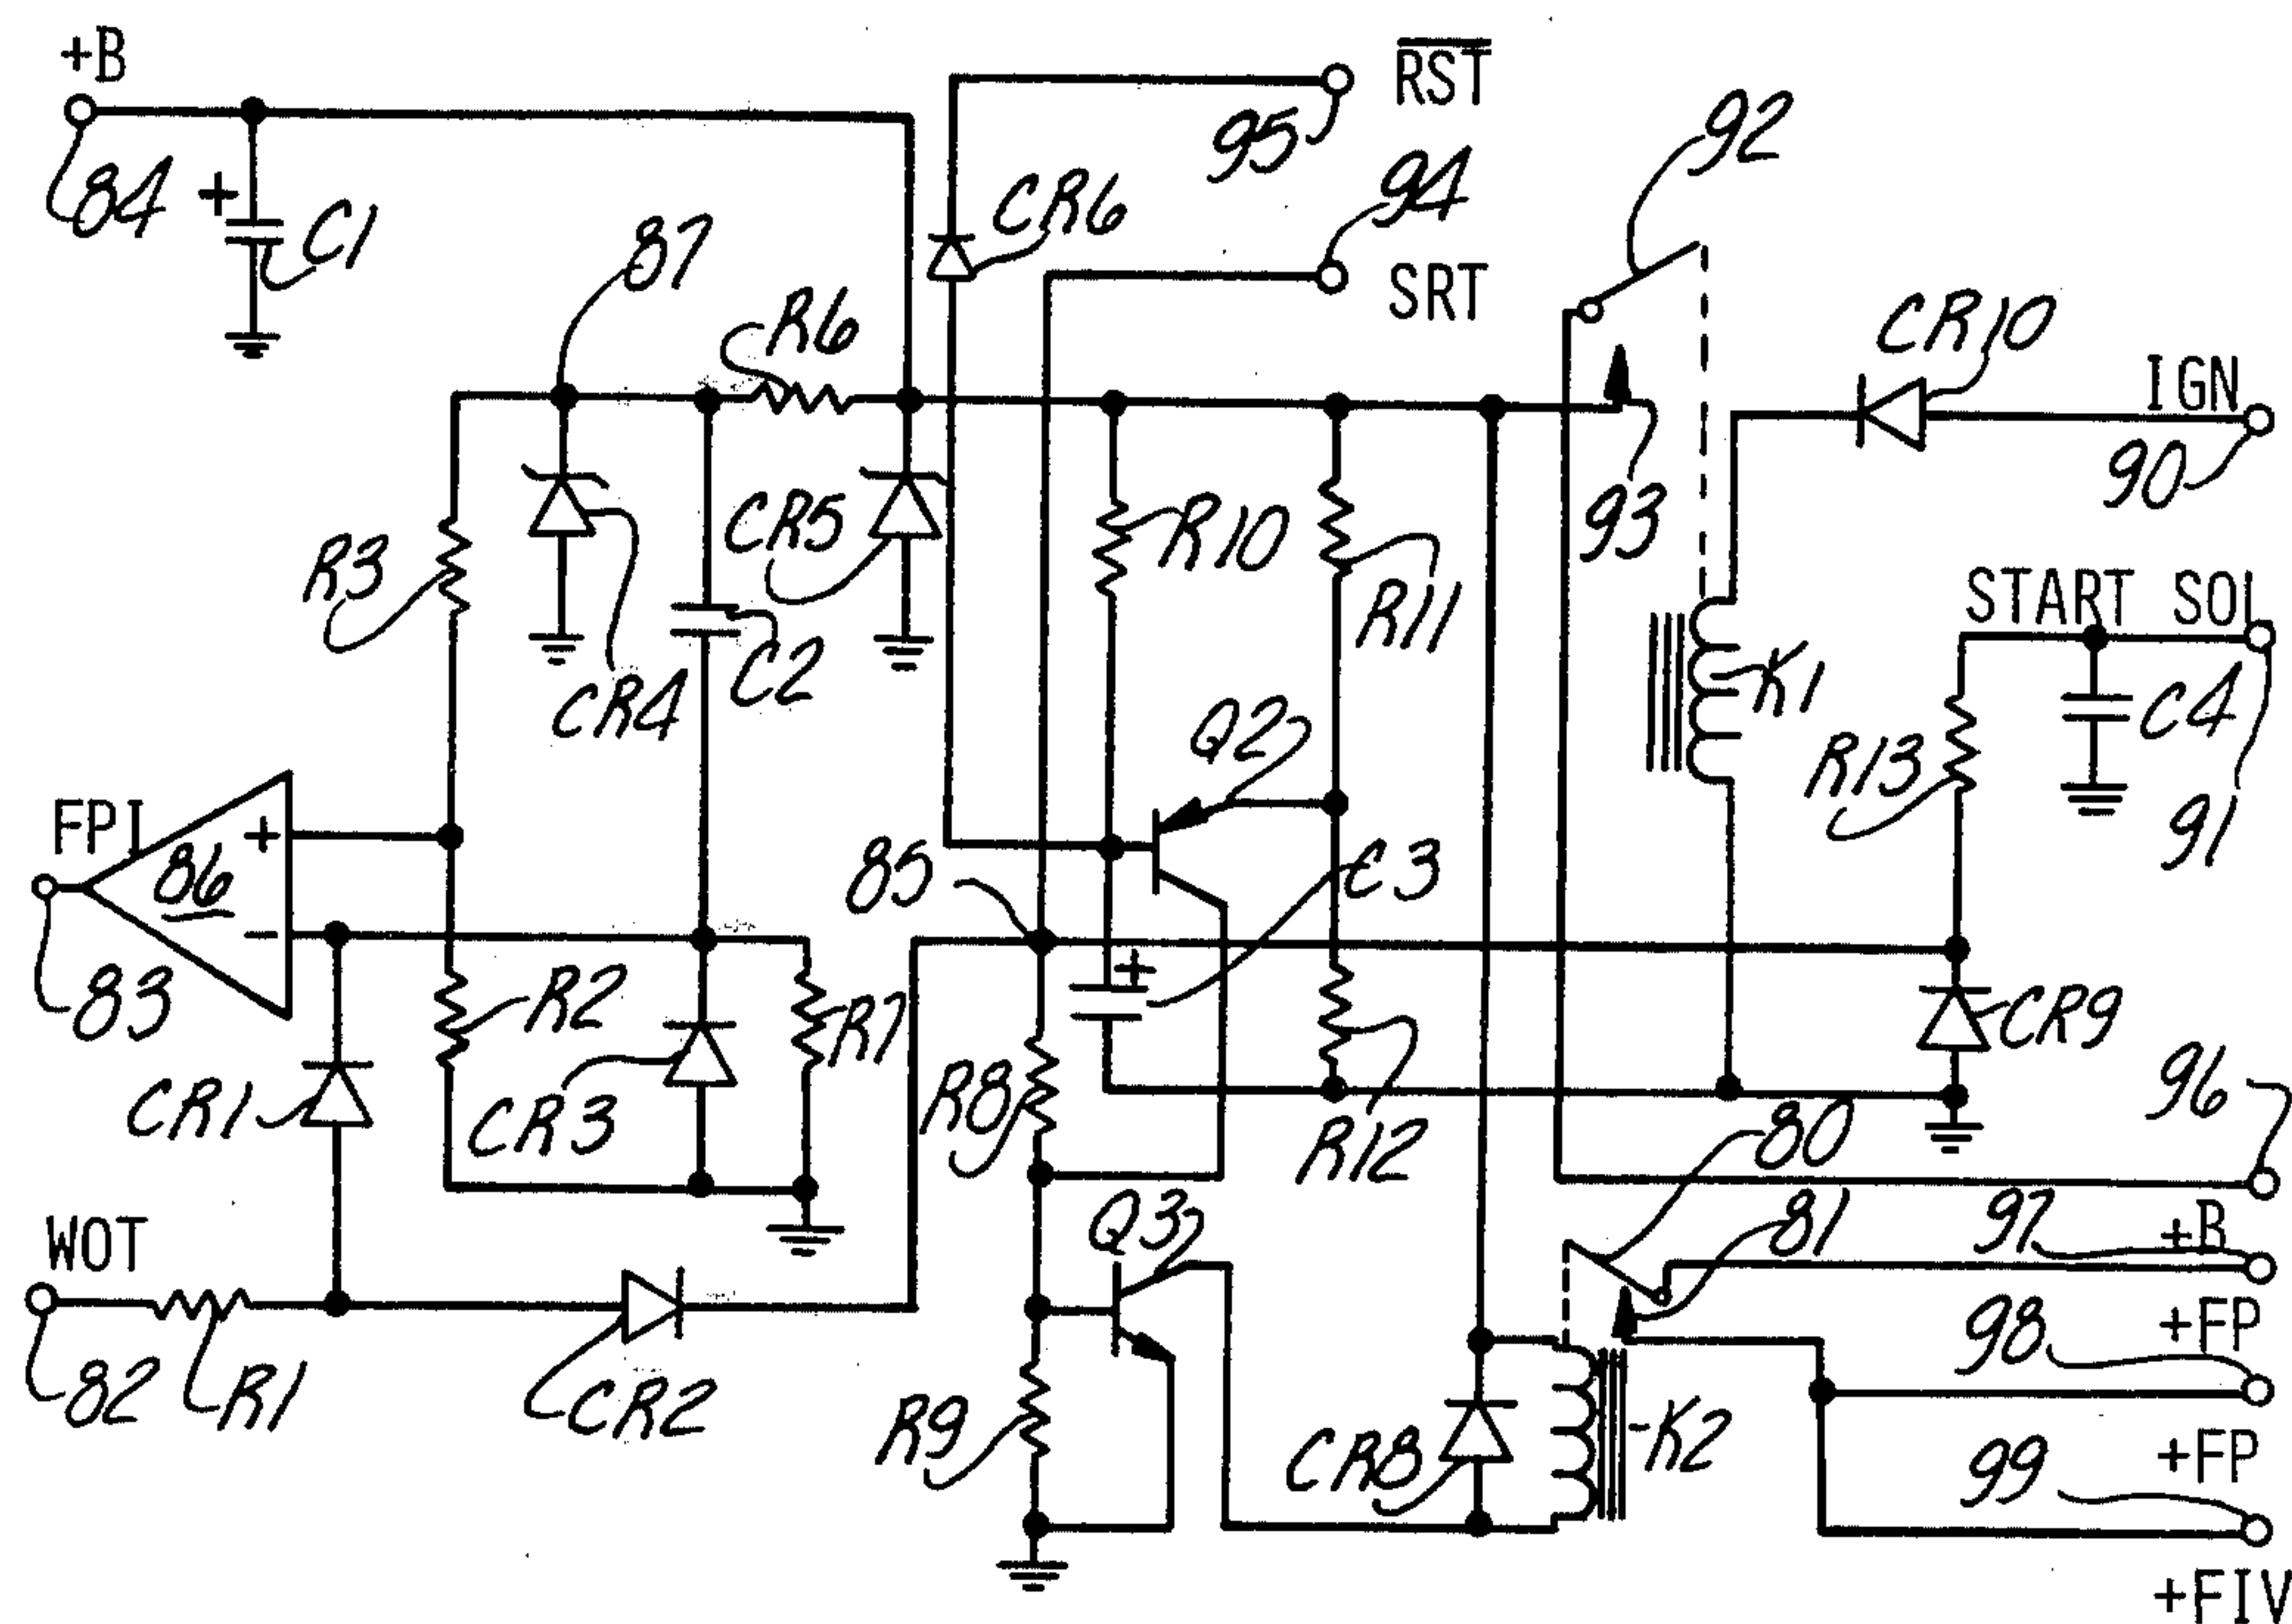 +B
RST
95
92
84
+
C1
CR6
94
87
SRT
R6
CR10
IGN
90
93
CR5
R10
R3
R11
START SOL
C2
CR4
K1
C4
Q2
R13
91
FPI
+
86
85
C3
-
+
83
R2
R7
CR9
CR1
CR3
R8
96
80
R12
WOT
Q3
97
81
+B
98
+FP
82
R1
CR2
R9
CR8
-K2
99
+FP
+FIV